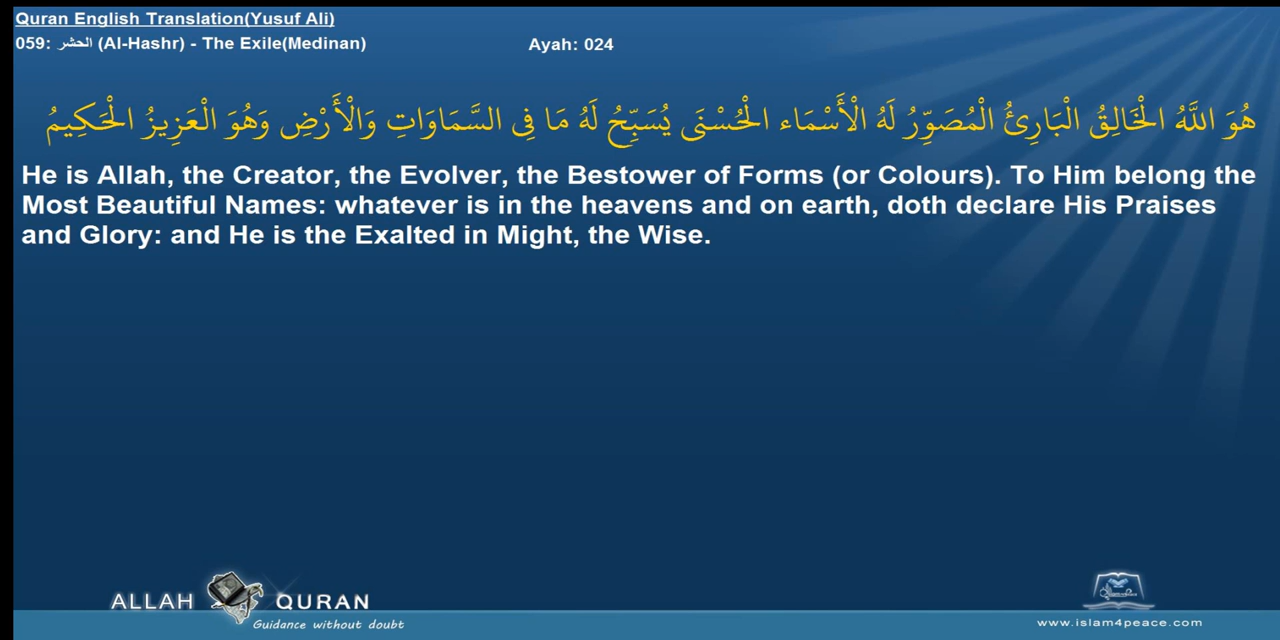 Quran English Translation(Yusuf Ali)
059: الحشر (Al-Hashr) - The Exile(Medinan)
Ayah: 024
هُوَ اللَّهُ الْخَالِقُ الْبَارِئُ الْمُصَوِّرُ لَهُ الْأَسْمَاء الْحُسْنَى يُسَبِّحُ لَهُ مَا فِي السَّمَاوَاتِ وَالْأَرْضِ وَهُوَ الْعَزِيزُ الْحَكِيمُ
He is Allah, the Creator, the Evolver, the Bestower of Forms (or Colours). To Him belong the
Most Beautiful Names: whatever is in the heavens and on earth, doth declare His Praises
and Glory: and He is the Exalted in Might, the Wise.
ALLAH QURAN
Guidance without doubt
www.islam4peace.com